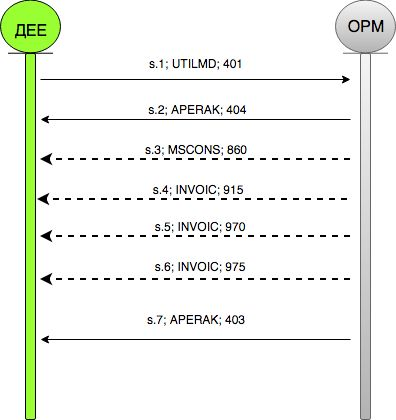 ДЕЕ
ОРМ
s.1; UTILMD; 401
s.2; APERAK; 404
s.3; MSCONS; 860
s.4; INVOIC; 915
s.5; INVOIC; 970
s.6; INVOIC; 975
s.7; APERAK; 403